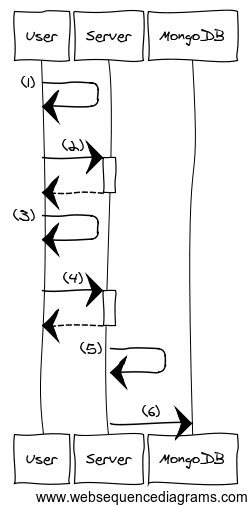 User Server MongoDB
(1)
(2)
(3)
(4)
(5)
(6)
User Server MongoDB
www.websequencediagrams.com